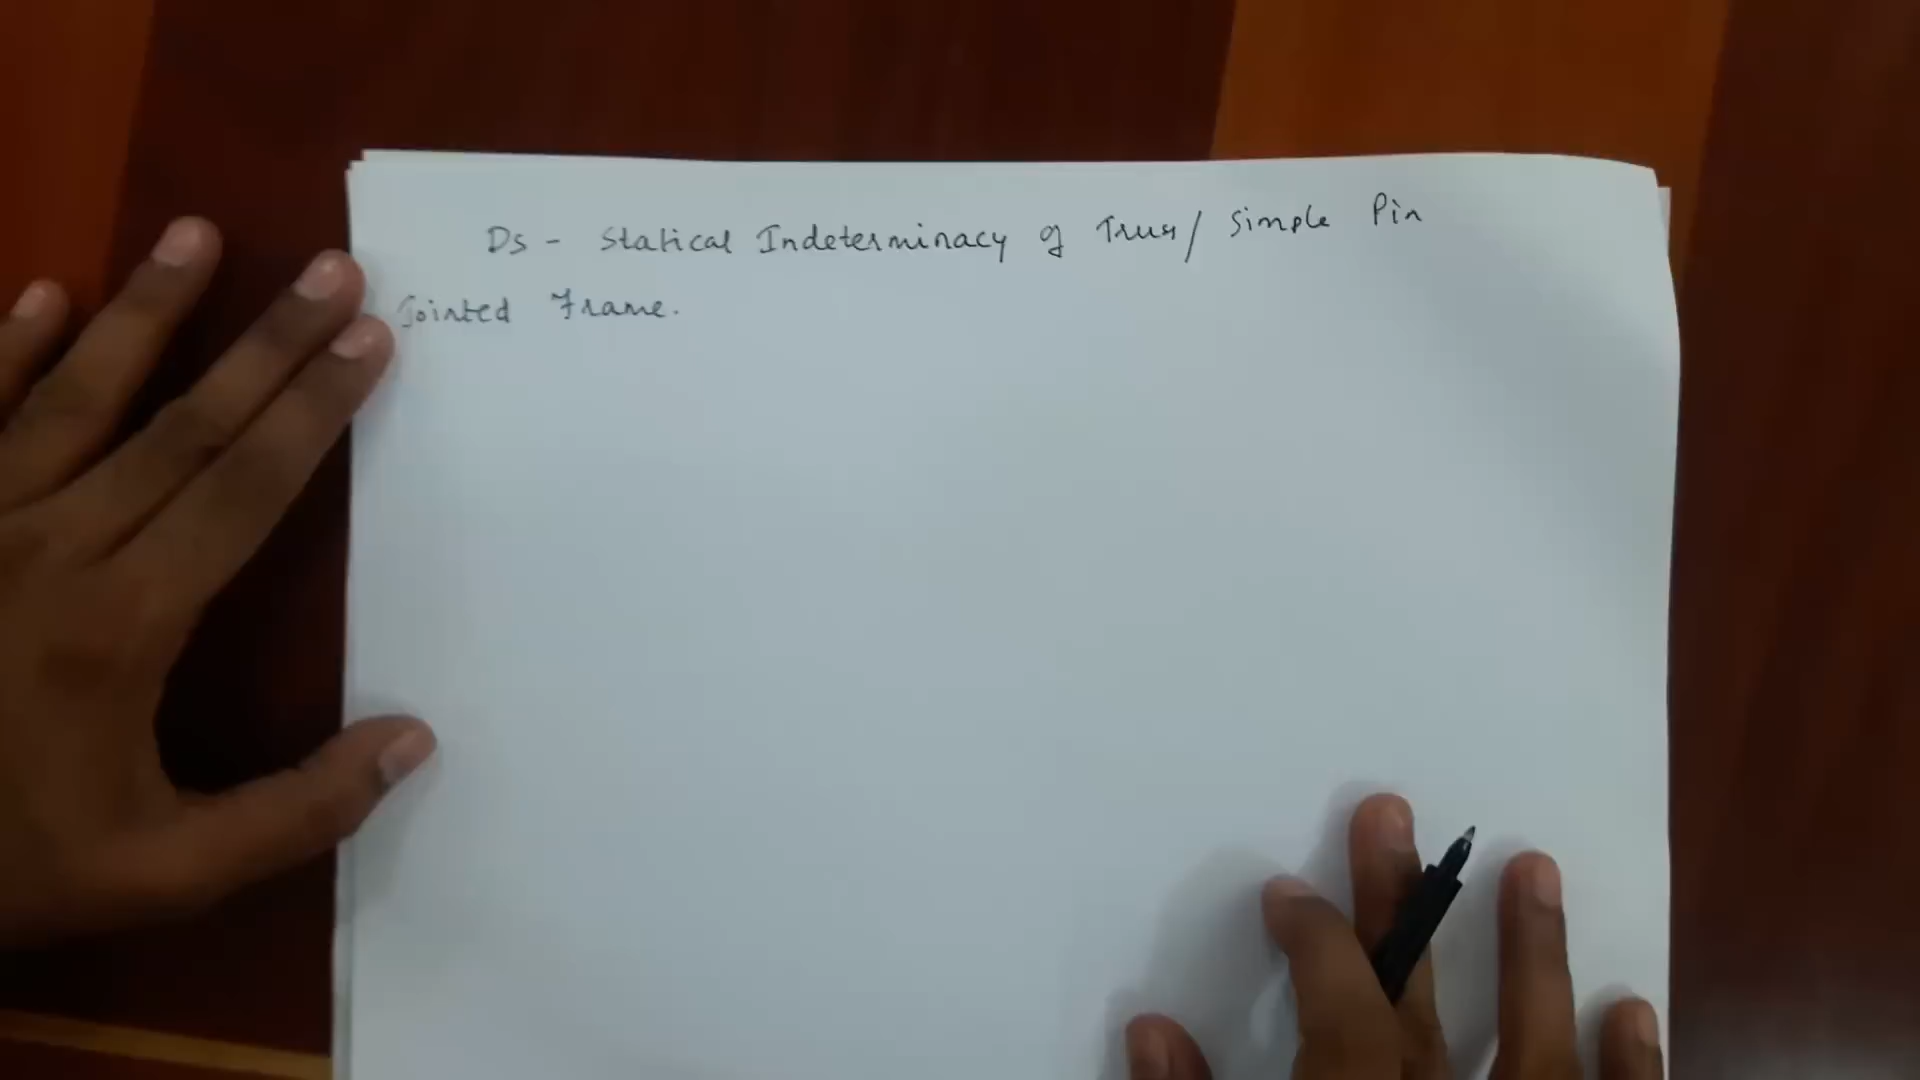 Ds - Statical Indeterminacy of Truss/ Simple Pin
Jointed Frame.